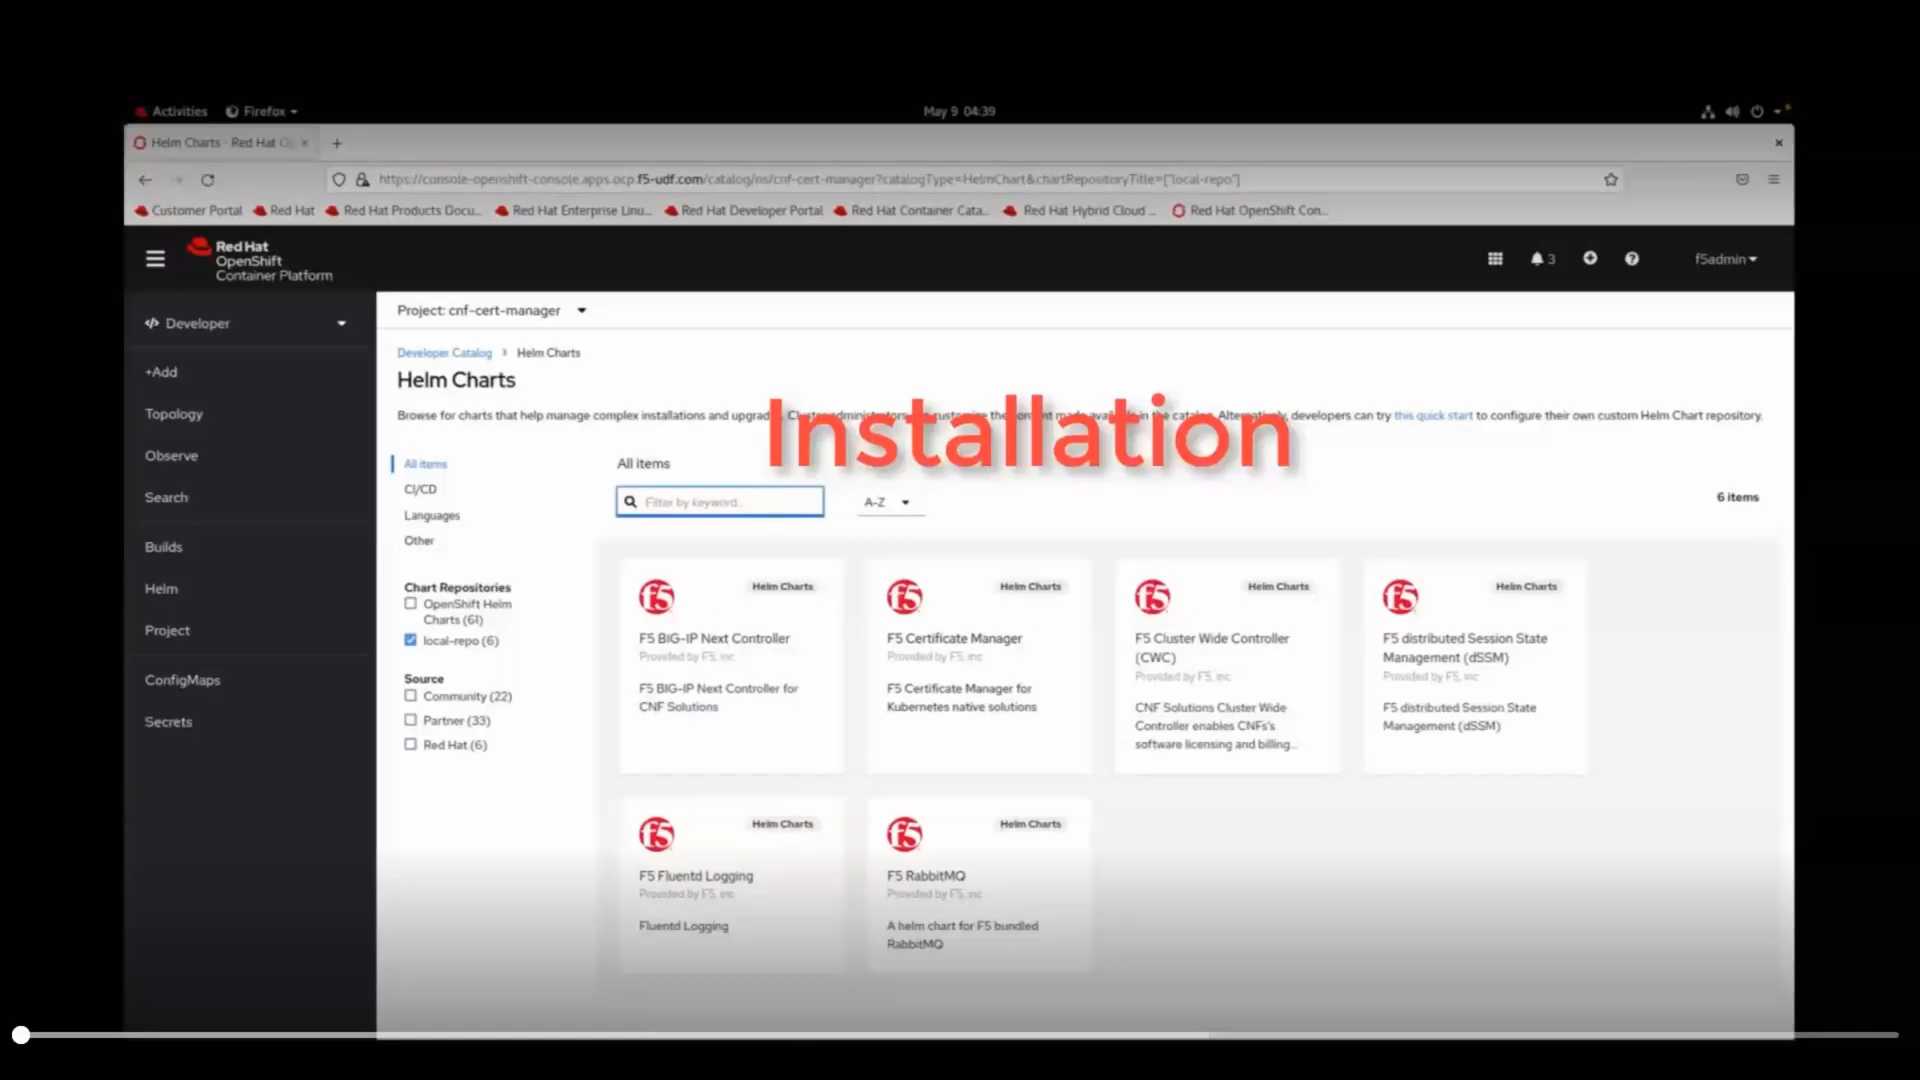 Activities Firefox May 9 04:39
Helm Charts · Red Hat O
https://console-openshift-console.apps.ocp.f5-udf.com/catalog/ns/cnf-cert-manager?catalogType=HelmChart&chartRepositoryTitle=["local-repo"]
Customer Portal Red Hat Red Hat Products Docu... Red Hat Enterprise Linu... Red Hat Developer Portal Red Hat Container Cata... Red Hat Hybrid Cloud ... Red Hat OpenShift Con...
Red Hat
OpenShift
Container Platform
3
f5admin
Developer
+Add
Topology
Observe
Search
Builds
Helm
Project
ConfigMaps
Secrets
Project: cnf-cert-manager
Developer Catalog Helm Charts
Helm Charts
Browse for charts that help manage complex installations and upgrad Cluster administrators customize the content made available in the catalog. Alternatively, developers can try this quick start to configure their own custom Helm Chart repository.
Installation
All items
CI/CD
Languages
Other
Chart Repositories
OpenShift Helm
Charts (61)
local-repo (6)
Source
Community (22)
Partner (33)
Red Hat (6)
All items
Filter by keyword...
A-Z
6 items
Helm Charts
F5 BIG-IP Next Controller
Provided by F5, inc
F5 BIG-IP Next Controller for
CNF Solutions
Helm Charts
F5 Certificate Manager
Provided by F5, inc
F5 Certificate Manager for
Kubernetes native solutions
Helm Charts
F5 Cluster Wide Controller
(CWC)
Provided by F5, inc
CNF Solutions Cluster Wide
Controller enables CNFs's
software licensing and billing...
Helm Charts
F5 distributed Session State
Management (dSSM)
Provided by F5, inc
F5 distributed Session State
Management (dSSM)
Helm Charts
F5 Fluentd Logging
Provided by F5, inc
Fluentd Logging
Helm Charts
F5 RabbitMQ
Provided by F5, inc
A helm chart for F5 bundled
RabbitMQ